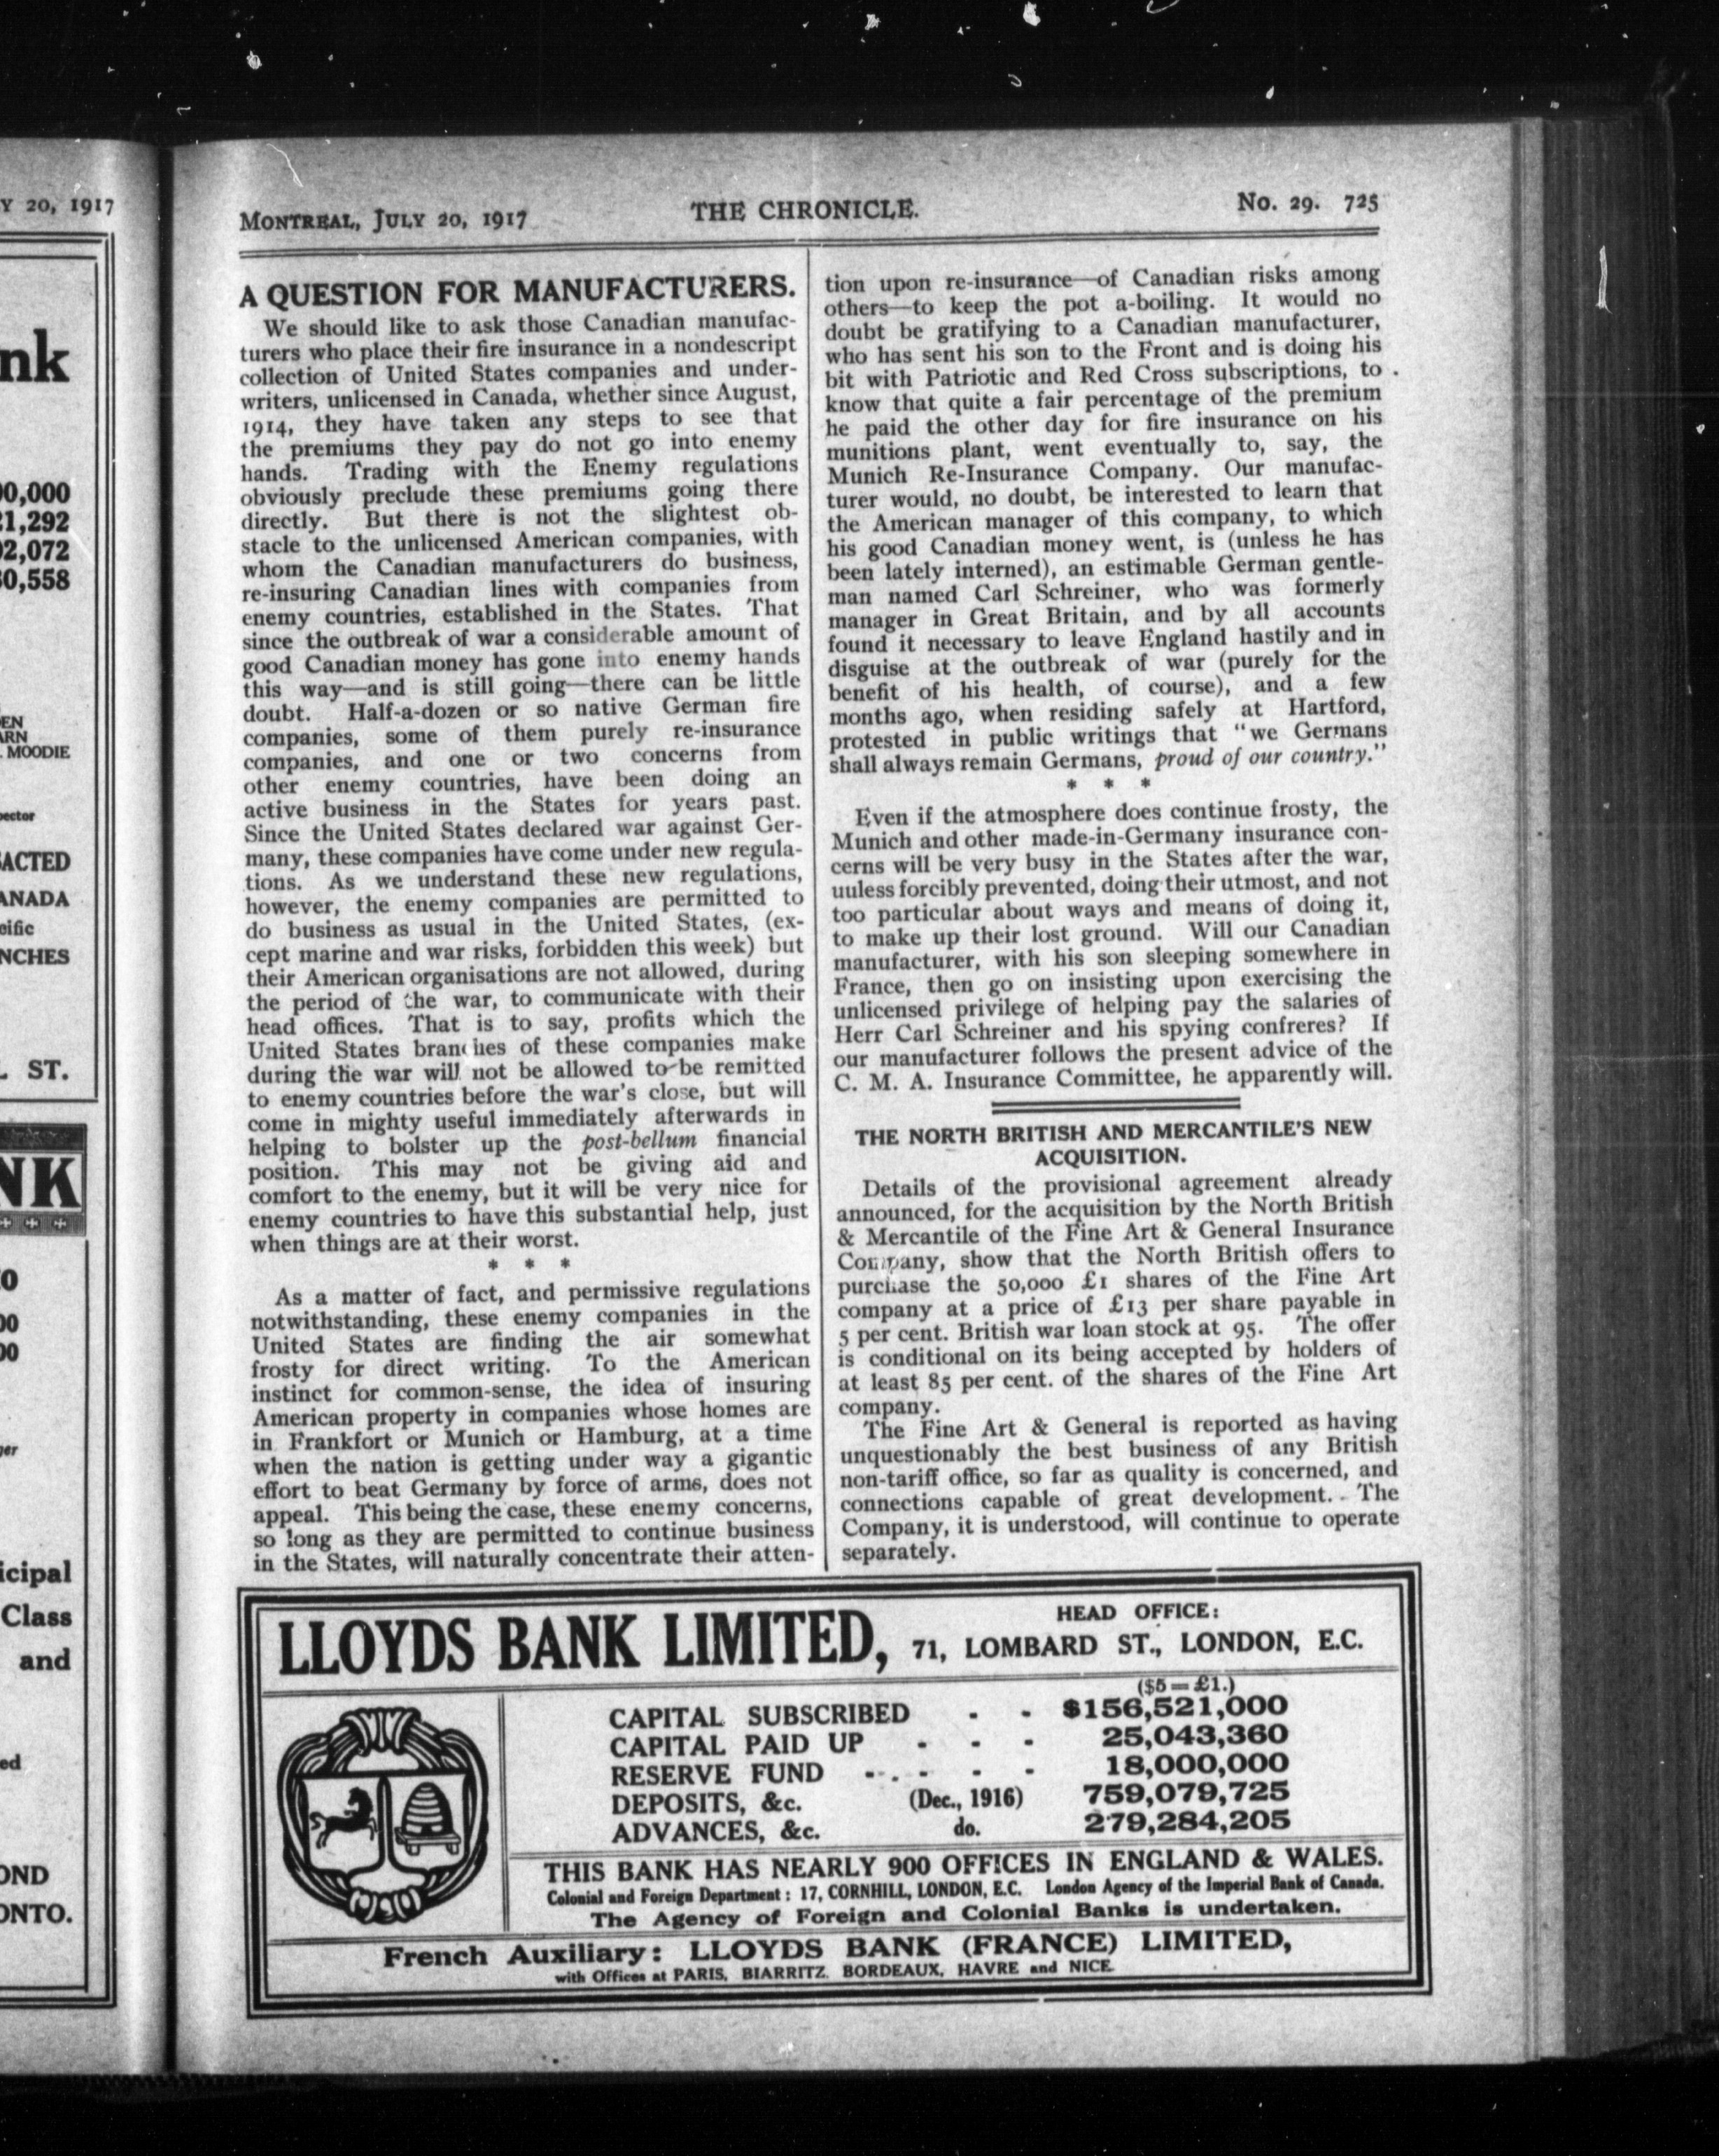 Y 20, 1917
nk
00,000
21,292
02,072
30,558
EN
ARN
. MOODIE
pector
SACTED
ANADA
cific
NCHES
L ST.
NK
TO
00
00
ger
icipal
Class
and
ed
OND
ONTO.
MONTREAL, JULY 20, 1917
THE CHRONICLE.
No. 29. 725
A QUESTION FOR MANUFACTURERS.
We should like to ask those Canadian manufac-
turers who place their fire insurance in a nondescript
collection of United States companies and under-
writers, unlicensed in Canada, whether since August,
1914, they have taken any steps to see that
the premiums they pay do not go into enemy
hands. Trading with the Enemy regulations
obviously preclude these premiums going there
directly. But there is not the slightest ob-
stacle to the unlicensed American companies, with
whom the Canadian manufacturers do business,
re-insuring Canadian lines with companies from
enemy countries, established in the States. That
since the outbreak of war a considerable amount of
good Canadian money has gone into enemy hands
this way—and is still going—there can be little
doubt. Half-a-dozen or so native German fire
companies, some of them purely re-insurance
companies, and one or two concerns from
other enemy countries, have been doing an
active business in the States for years past.
Since the United States declared war against Ger-
many, these companies have come under new regula-
tions. As we understand these new regulations,
however, the enemy companies are permitted to
do business as usual in the United States, (ex-
cept marine and war risks, forbidden this week) but
their American organisations are not allowed, during
the period of the war, to communicate with their
head offices. That is to say, profits which the
United States branches of these companies make
during the war will not be allowed to be remitted
to enemy countries before the war's close, but will
come in mighty useful immediately afterwards in
helping to bolster up the post-bellum financial
position. This may not be giving aid and
comfort to the enemy, but it will be very nice for
enemy countries to have this substantial help, just
when things are at their worst.
* * *
As a matter of fact, and permissive regulations
notwithstanding, these enemy companies in the
United States are finding the air somewhat
frosty for direct writing. To the American
instinct for common-sense, the idea of insuring
American property in companies whose homes are
in Frankfort or Munich or Hamburg, at a time
when the nation is getting under way a gigantic
effort to beat Germany by force of arms, does not
appeal. This being the case, these enemy concerns,
so long as they are permitted to continue business
in the States, will naturally concentrate their atten-
tion upon re-insurance—of Canadian risks among
others—to keep the pot a-boiling. It would no
doubt be gratifying to a Canadian manufacturer,
who has sent his son to the Front and is doing his
bit with Patriotic and Red Cross subscriptions, to
know that quite a fair percentage of the premium
he paid the other day for fire insurance on his
munitions plant, went eventually to, say, the
Munich Re-Insurance Company. Our manufac-
turer would, no doubt, be interested to learn that
the American manager of this company, to which
his good Canadian money went, is (unless he has
been lately interned), an estimable German gentle-
man named Carl Schreiner, who was formerly
manager in Great Britain, and by all accounts
found it necessary to leave England hastily and in
disguise at the outbreak of war (purely for the
benefit of his health, of course), and a few
months ago, when residing safely at Hartford,
protested in public writings that "we Germans
shall always remain Germans, proud of our country."
* * *
Even if the atmosphere does continue frosty, the
Munich and other made-in-Germany insurance con-
cerns will be very busy in the States after the war,
uuless forcibly prevented, doing their utmost, and not
too particular about ways and means of doing it,
to make up their lost ground. Will our Canadian
manufacturer, with his son sleeping somewhere in
France, then go on insisting upon exercising the
unlicensed privilege of helping pay the salaries of
Herr Carl Schreiner and his spying confreres? If
our manufacturer follows the present advice of the
C. M. A. Insurance Committee, he apparently will.
THE NORTH BRITISH AND MERCANTILE'S NEW
ACQUISITION.
Details of the provisional agreement already
announced, for the acquisition by the North British
& Mercantile of the Fine Art & General Insurance
Company, show that the North British offers to
purchase the 50,000 £1 shares of the Fine Art
company at a price of £13 per share payable in
5 per cent. British war loan stock at 95. The offer
is conditional on its being accepted by holders of
at least 85 per cent. of the shares of the Fine Art
company.
The Fine Art & General is reported as having
unquestionably the best business of any British
non-tariff office, so far as quality is concerned, and
connections capable of great development. The
Company, it is understood, will continue to operate
separately.
LLOYDS BANK LIMITED,
HEAD OFFICE:
71, LOMBARD ST., LONDON, E.C.
($5 = £1.)
CAPITAL SUBSCRIBED - - $156,521,000
CAPITAL PAID UP - - - 25,043,360
RESERVE FUND - - - - 18,000,000
DEPOSITS, &c. (Dec., 1916) 759,079,725
ADVANCES, &c. do. 279,284,205
THIS BANK HAS NEARLY 900 OFFICES IN ENGLAND & WALES.
Colonial and Foreign Department: 17, CORNHILL, LONDON, E.C. London Agency of the Imperial Bank of Canada.
The Agency of Foreign and Colonial Banks is undertaken.
French Auxiliary: LLOYDS BANK (FRANCE) LIMITED,
with Offices at PARIS, BIARRITZ, BORDEAUX, HAVRE and NICE.